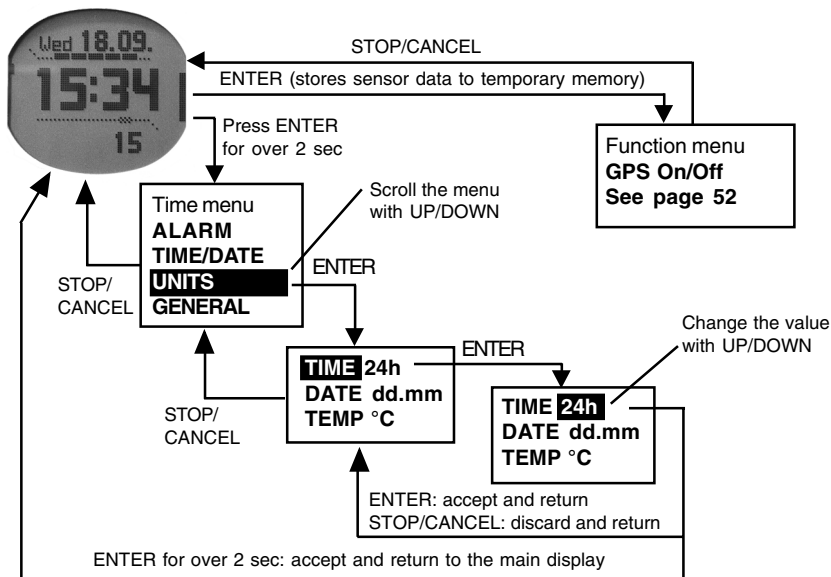 Wed 18.09.
15:34
15
STOP/CANCEL
ENTER (stores sensor data to temporary memory)
Press ENTER
for over 2 sec
Function menu
GPS On/Off
See page 52
Time menu
ALARM
TIME/DATE
UNITS
GENERAL
Scroll the menu
with UP/DOWN
STOP/
CANCEL
ENTER
TIME 24h
DATE dd.mm
TEMP °C
STOP/
CANCEL
ENTER
Change the value
with UP/DOWN
TIME 24h
DATE dd.mm
TEMP °C
ENTER: accept and return
STOP/CANCEL: discard and return
ENTER for over 2 sec: accept and return to the main display